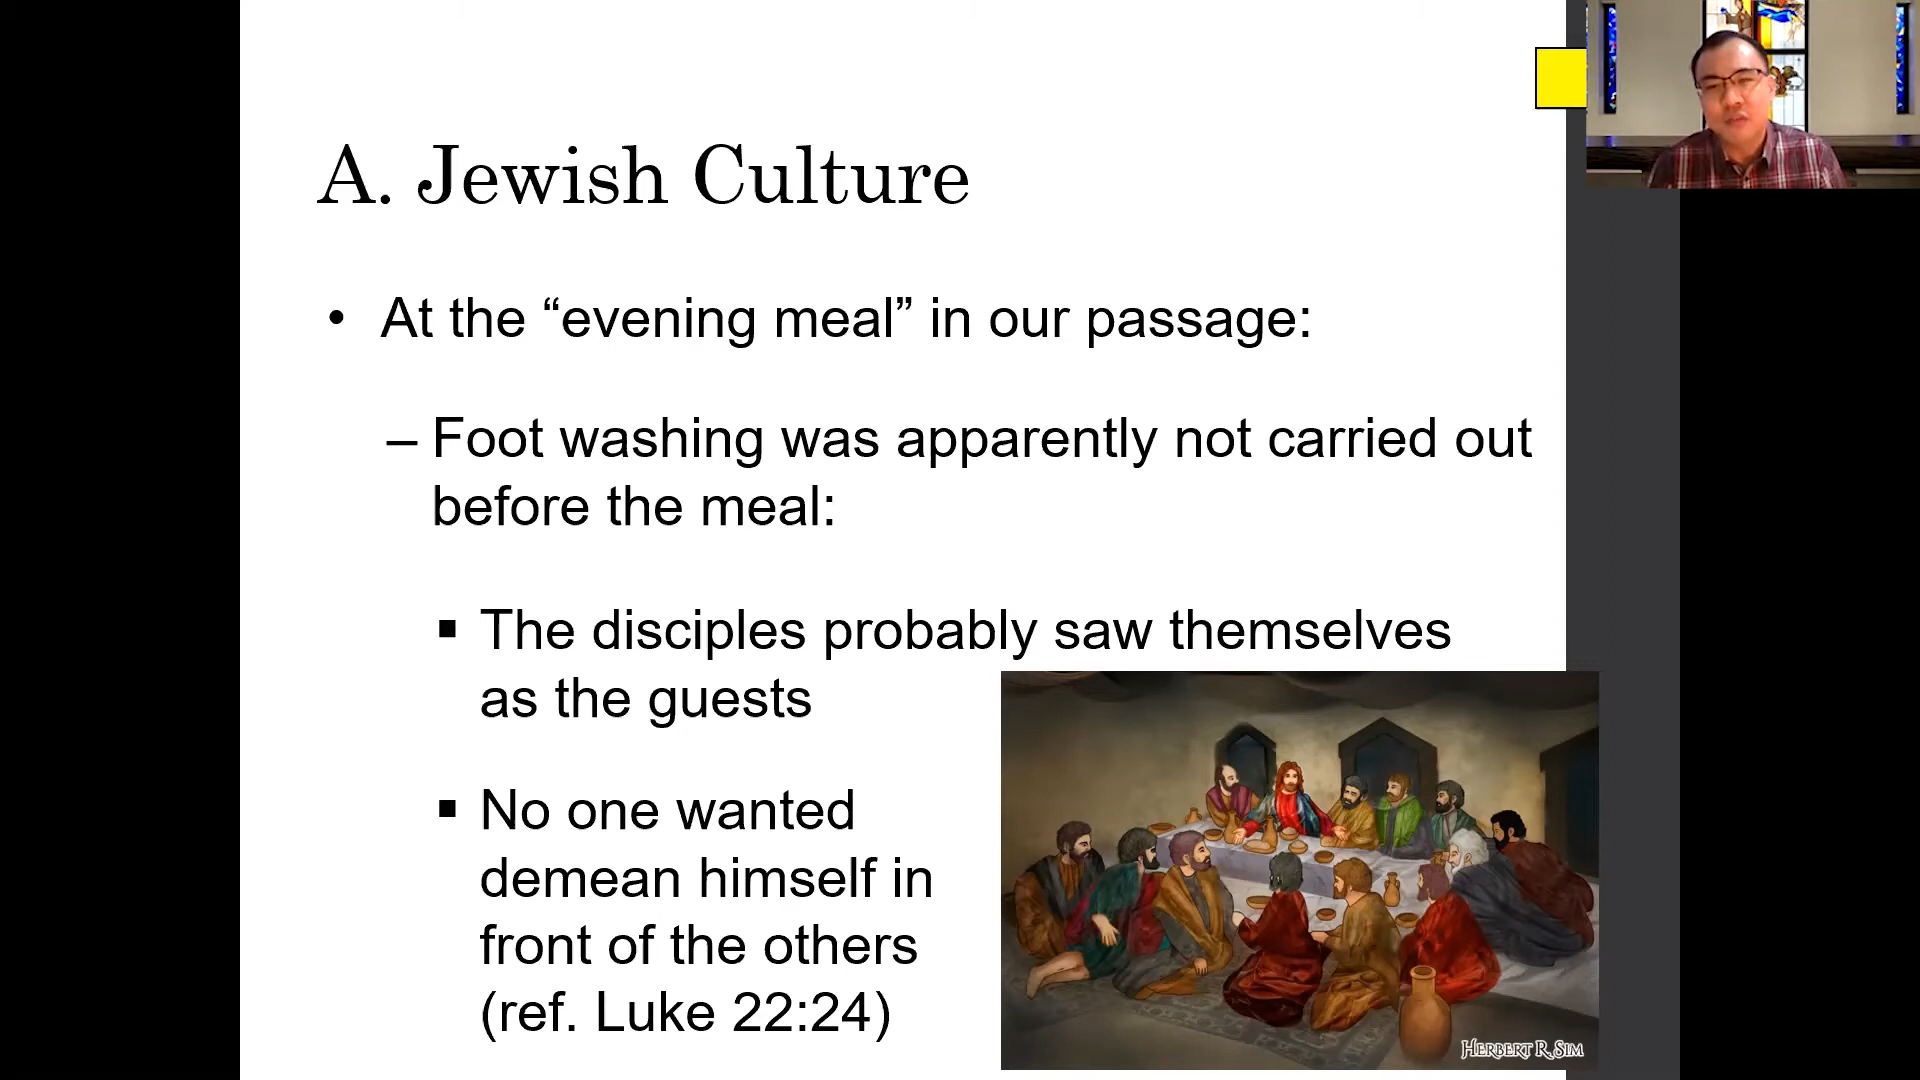 A. Jewish Culture
• At the “evening meal” in our passage:
– Foot washing was apparently not carried out
before the meal:
▪ The disciples probably saw themselves
as the guests
▪ No one wanted
demean himself in
front of the others
(ref. Luke 22:24)
Herbert R. Sim